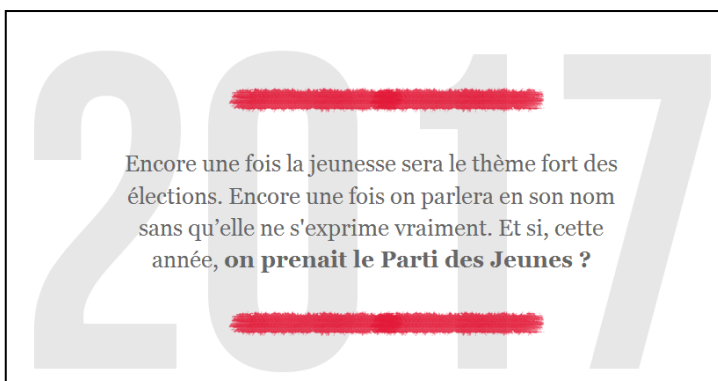 2017
Encore une fois la jeunesse sera le thème fort des
élections. Encore une fois on parlera en son nom
sans qu’elle ne s'exprime vraiment. Et si, cette
année, on prenait le Parti des Jeunes ?